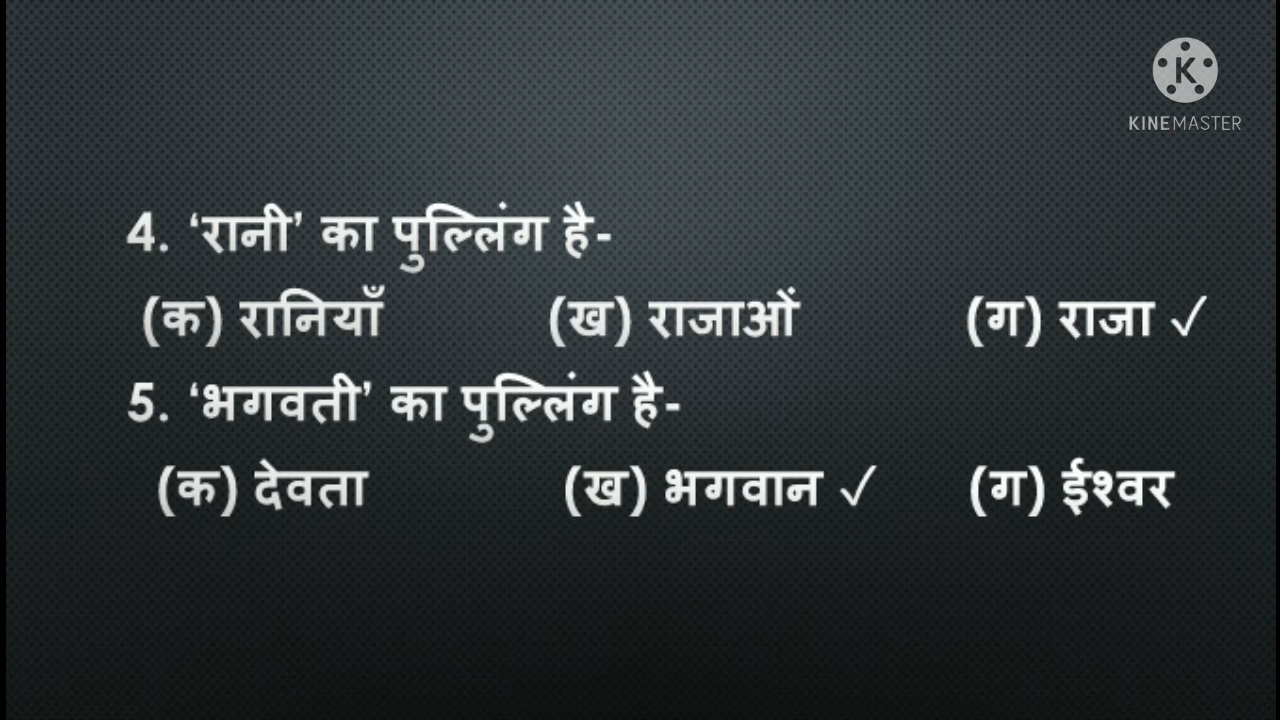 K
KINEMASTER
4. ‘रानी’ का पुल्लिंग है-
(क) रानियाँ (ख) राजाओं (ग) राजा ✓
5. ‘भगवती’ का पुल्लिंग है-
(क) देवता (ख) भगवान ✓ (ग) ईश्वर